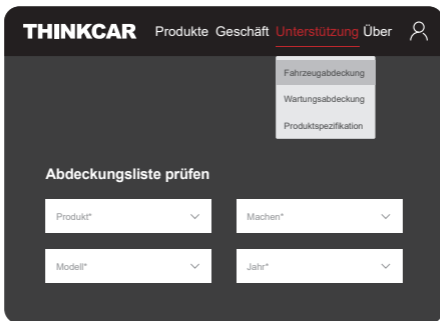 THINKCAR Produkte Geschäft Unterstützung Über
Fahrzeugabdeckung
Wartungsabdeckung
Produktspezifikation
Abdeckungsliste prüfen
Produkt* Machen*
Modell* Jahr*